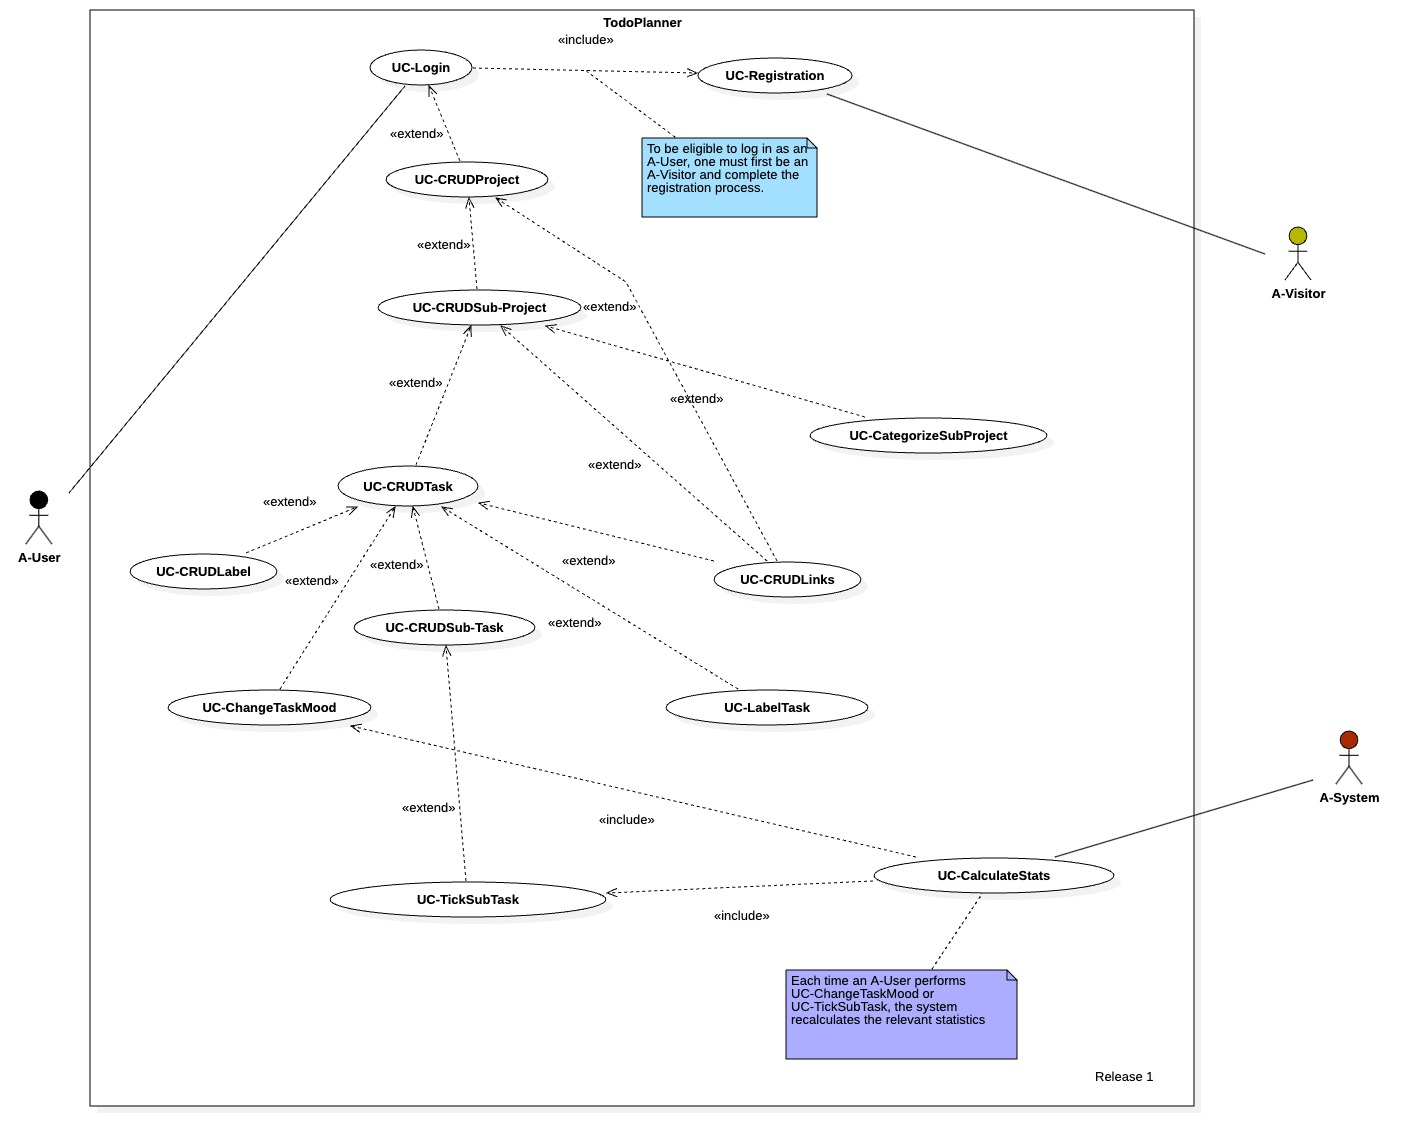 TodoPlanner
«include»
UC-Login
UC-Registration
«extend»
To be eligible to log in as an
A-User, one must first be an
A-Visitor and complete the
registration process.
UC-CRUDProject
«extend»
A-Visitor
UC-CRUDSub-Project
«extend»
«extend»
«extend»
UC-CategorizeSubProject
«extend»
UC-CRUDTask
«extend»
A-User
UC-CRUDLabel
«extend»
«extend»
«extend»
UC-CRUDLinks
UC-CRUDSub-Task
«extend»
UC-ChangeTaskMood
UC-LabelTask
A-System
«extend»
«include»
UC-CalculateStats
UC-TickSubTask
«include»
Each time an A-User performs
UC-ChangeTaskMood or
UC-TickSubTask, the system
recalculates the relevant statistics
Release 1